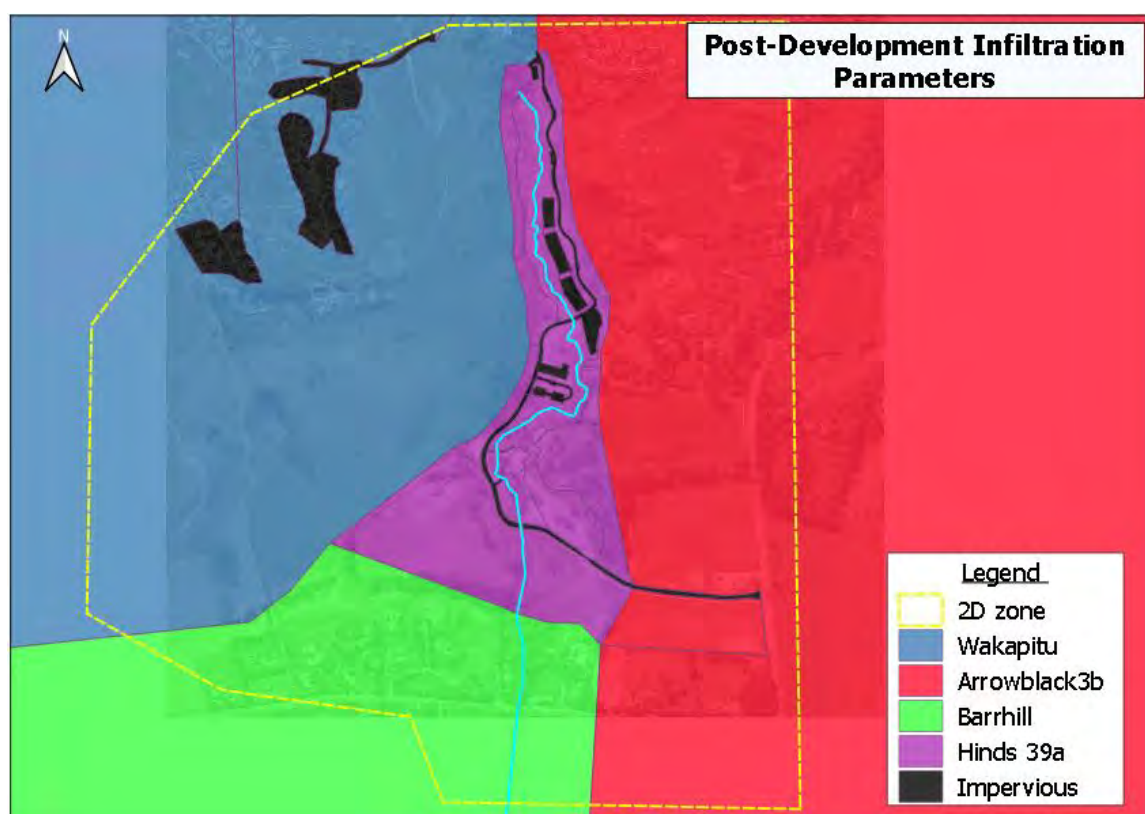 N
Post-Development Infiltration
Parameters
Legend
2D zone
Wakapitu
Arrowblack3b
Barrhill
Hinds 39a
Impervious